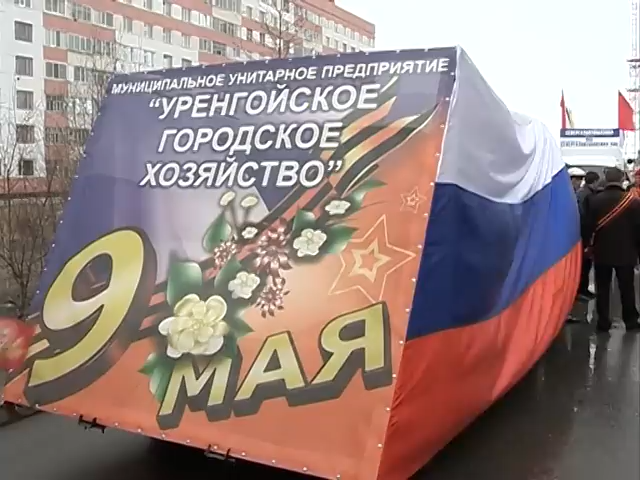 МУНИЦИПАЛЬНОЕ УНИТАРНОЕ ПРЕДПРИЯТИЕ
"УРЕНГОЙСКОЕ
ГОРОДСКОЕ
ХОЗЯЙСТВО"
9
МАЯ